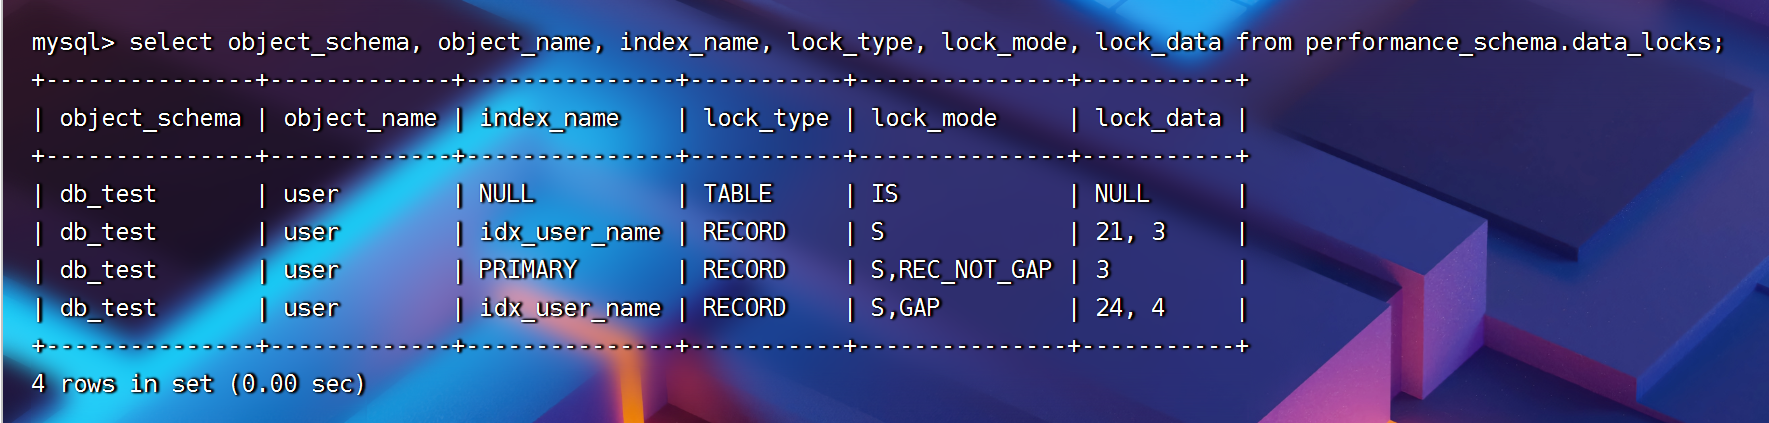 mysql> select object_schema, object_name, index_name, lock_type, lock_mode, lock_data from performance_schema.data_locks;
+---------------+-------------+---------------+-----------+---------------+-----------+
| object_schema | object_name | index_name    | lock_type | lock_mode     | lock_data |
+---------------+-------------+---------------+-----------+---------------+-----------+
| db_test       | user        | NULL          | TABLE     | IS            | NULL      |
| db_test       | user        | idx_user_name | RECORD    | S             | 21, 3     |
| db_test       | user        | PRIMARY       | RECORD    | S,REC_NOT_GAP | 3         |
| db_test       | user        | idx_user_name | RECORD    | S,GAP         | 24, 4     |
+---------------+-------------+---------------+-----------+---------------+-----------+
4 rows in set (0.00 sec)